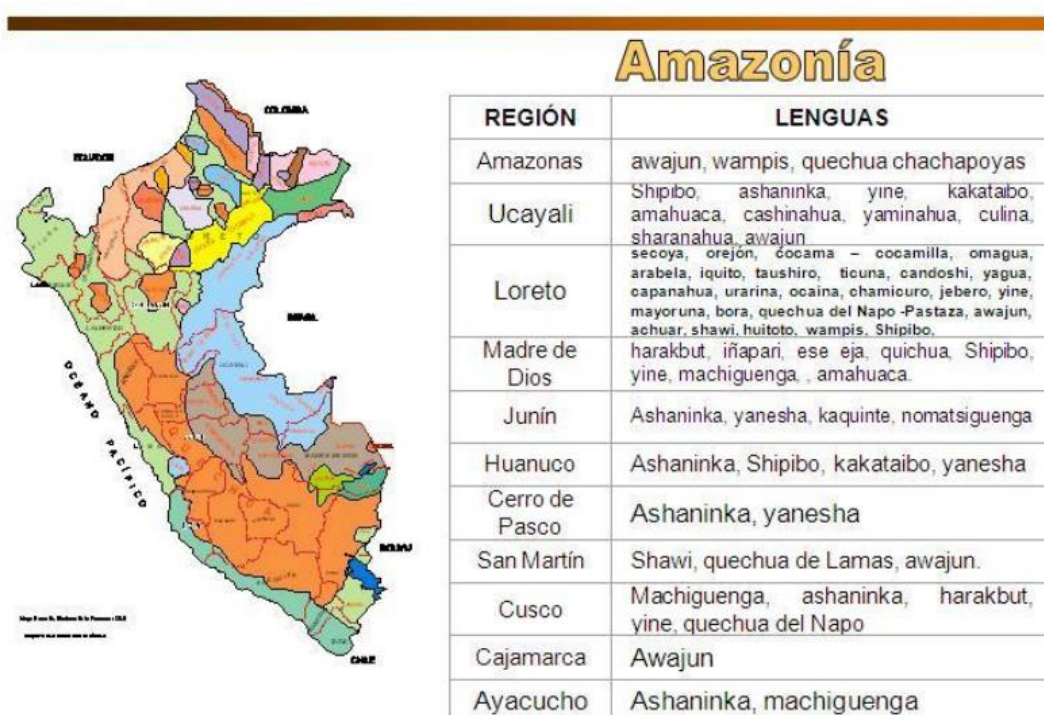 Amazonía
REGIÓN LENGUAS
Amazonas awajun, wampis, quechua chachapoyas
Ucayali
Shipibo, ashaninka, yine, kakataibo,
amahuaca, cashinahua, yaminahua, culina,
sharanahua, awajun
Loreto
secoya, orejón, cocama – cocamilla, omagua,
arabela, iquito, taushiro, ticuna, candoshi, yagua,
capanahua, urarina, ocaina, chamicuro, jebero, yine,
mayoruna, bora, quechua del Napo -Pastaza, awajun,
achuar, shawi, huitoto, wampis, Shipibo,
Madre de
Dios
harakbut, iñapari, ese eja, quichua, Shipibo,
yine, machiguenga, , amahuaca.
Junín Ashaninka, yanesha, kaquinte, nomatsiguenga
Huanuco Ashaninka, Shipibo, kakataibo, yanesha
Cerro de
Pasco
Ashaninka, yanesha
San Martín Shawi, quechua de Lamas, awajun.
Cusco
Machiguenga, ashaninka, harakbut,
yine, quechua del Napo
Cajamarca Awajun
Ayacucho Ashaninka, machiguenga
COLOMBIA
ECUADOR
BRASIL
OCÉANO PACÍFICO
BOLIVIA
CHILE